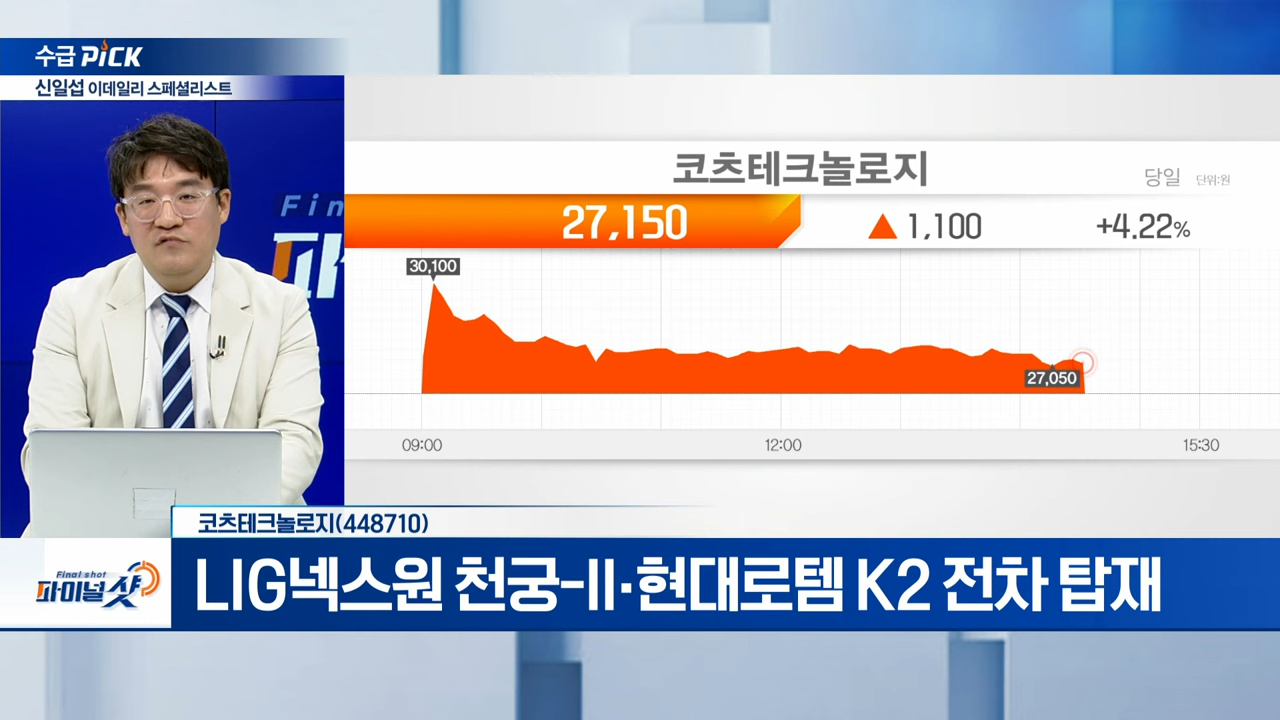 수급 PiCK
신일섭 이데일리 스페셜리스트
Fin
파
코츠테크놀로지
당일 단위:원
27,150 ▲ 1,100 +4.22%
30,100
27,050
09:00 12:00 15:30
코츠테크놀로지(448710)
Final shot
파이널샷
LIG넥스원 천궁-II·현대로템 K2 전차 탑재